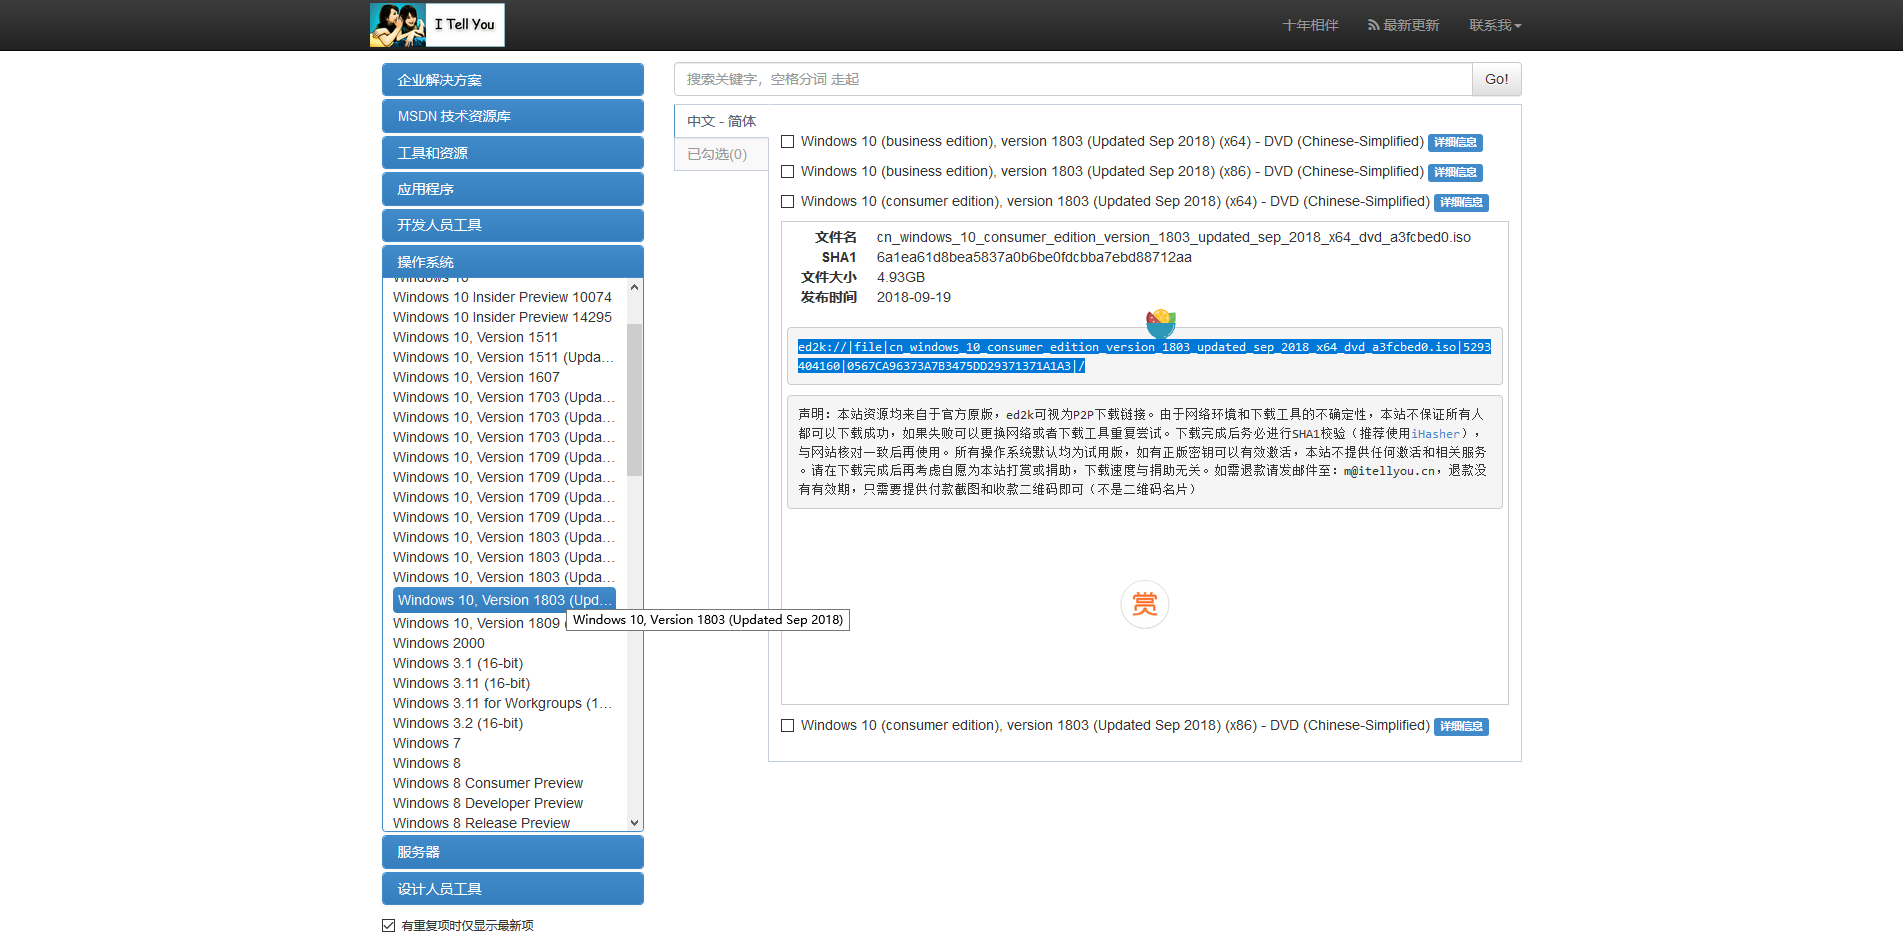 I Tell You
十年相伴
最新更新
联系我
企业解决方案
MSDN 技术资源库
工具和资源
应用程序
开发人员工具
操作系统
Windows 10
Windows 10 Insider Preview 10074
Windows 10 Insider Preview 14295
Windows 10, Version 1511
Windows 10, Version 1511 (Upda...
Windows 10, Version 1607
Windows 10, Version 1703 (Upda...
Windows 10, Version 1703 (Upda...
Windows 10, Version 1703 (Upda...
Windows 10, Version 1709 (Upda...
Windows 10, Version 1709 (Upda...
Windows 10, Version 1709 (Upda...
Windows 10, Version 1709 (Upda...
Windows 10, Version 1803 (Upda...
Windows 10, Version 1803 (Upda...
Windows 10, Version 1803 (Upda...
Windows 10, Version 1803 (Upd...
Windows 10, Version 1803 (Updated Sep 2018)
Windows 10, Version 1809 (
Windows 2000
Windows 3.1 (16-bit)
Windows 3.11 (16-bit)
Windows 3.11 for Workgroups (1...
Windows 3.2 (16-bit)
Windows 7
Windows 8
Windows 8 Consumer Preview
Windows 8 Developer Preview
Windows 8 Release Preview
服务器
设计人员工具
有重复项时仅显示最新项
搜索关键字，空格分词 走起
Go!
中文 - 简体
已勾选(0)
Windows 10 (business edition), version 1803 (Updated Sep 2018) (x64) - DVD (Chinese-Simplified) 详细信息
Windows 10 (business edition), version 1803 (Updated Sep 2018) (x86) - DVD (Chinese-Simplified) 详细信息
Windows 10 (consumer edition), version 1803 (Updated Sep 2018) (x64) - DVD (Chinese-Simplified) 详细信息
文件名 cn_windows_10_consumer_edition_version_1803_updated_sep_2018_x64_dvd_a3fcbed0.iso
SHA1 6a1ea61d8bea5837a0b6be0fdcbba7ebd88712aa
文件大小 4.93GB
发布时间 2018-09-19
ed2k://|file|cn_windows_10_consumer_edition_version_1803_updated_sep_2018_x64_dvd_a3fcbed0.iso|5293
404160|0567CA96373A7B3475DD29371371A1A3|/
声明：本站资源均来自于官方原版，ed2k可视为P2P下载链接。由于网络环境和下载工具的不确定性，本站不保证所有人
都可以下载成功，如果失败可以更换网络或者下载工具重复尝试。下载完成后务必进行SHA1校验（推荐使用iHasher），
与网站核对一致后再使用。所有操作系统默认均为试用版，如有正版密钥可以有效激活，本站不提供任何激活和相关服务
。请在下载完成后再考虑自愿为本站打赏或捐助，下载速度与捐助无关。如需退款请发邮件至：m@itellyou.cn，退款没
有有效期，只需要提供付款截图和收款二维码即可（不是二维码名片）
赏
Windows 10 (consumer edition), version 1803 (Updated Sep 2018) (x86) - DVD (Chinese-Simplified) 详细信息